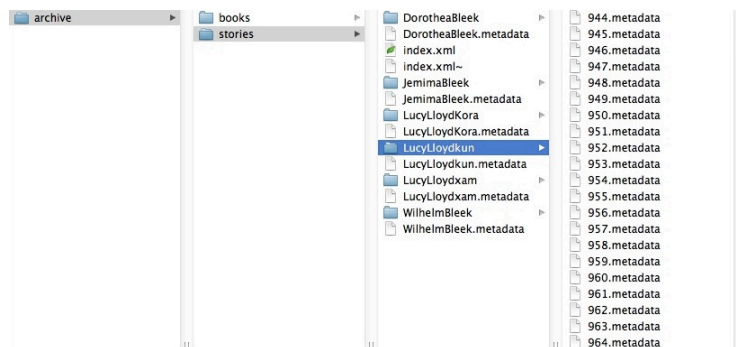 archive
books
stories
DorotheaBleek
DorotheaBleek.metadata
index.xml
index.xml~
JemimaBleek
JemimaBleek.metadata
LucyLloydKora
LucyLloydKora.metadata
LucyLloydkun
LucyLloydkun.metadata
LucyLloydxam
LucyLloydxam.metadata
WilhelmBleek
WilhelmBleek.metadata
944.metadata
945.metadata
946.metadata
947.metadata
948.metadata
949.metadata
950.metadata
951.metadata
952.metadata
953.metadata
954.metadata
955.metadata
956.metadata
957.metadata
958.metadata
959.metadata
960.metadata
961.metadata
962.metadata
963.metadata
964.metadata